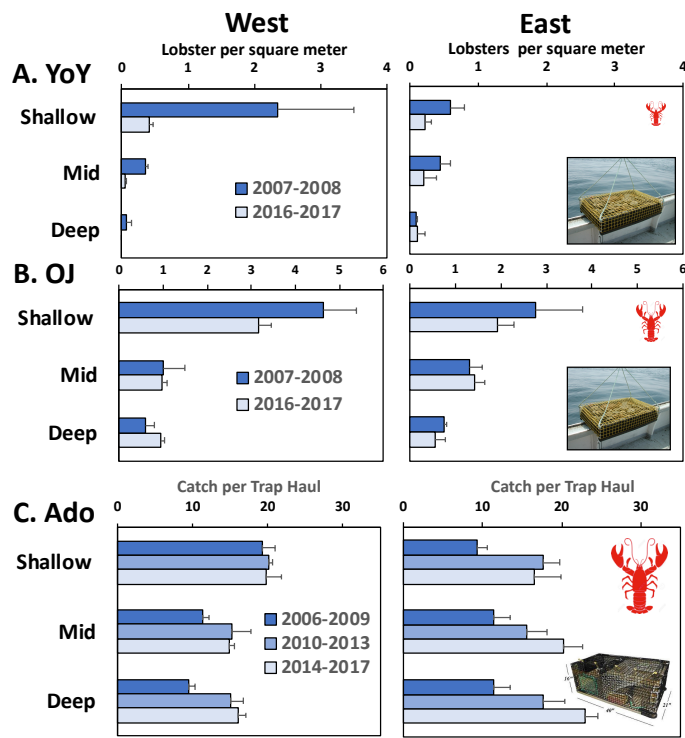 West East
Lobster per square meter Lobsters per square meter
A. YoY
0 1 2 3 4 0 1 2 3 4
Shallow
Mid
2007-2008
2016-2017
Deep
B. OJ
0 1 2 3 4 5 6 0 1 2 3 4 5 6
Shallow
Mid
2007-2008
2016-2017
Deep
Catch per Trap Haul Catch per Trap Haul
C. Ado
0 10 20 30 0 10 20 30
Shallow
Mid
2006-2009
2010-2013
2014-2017
Deep
40"
21"